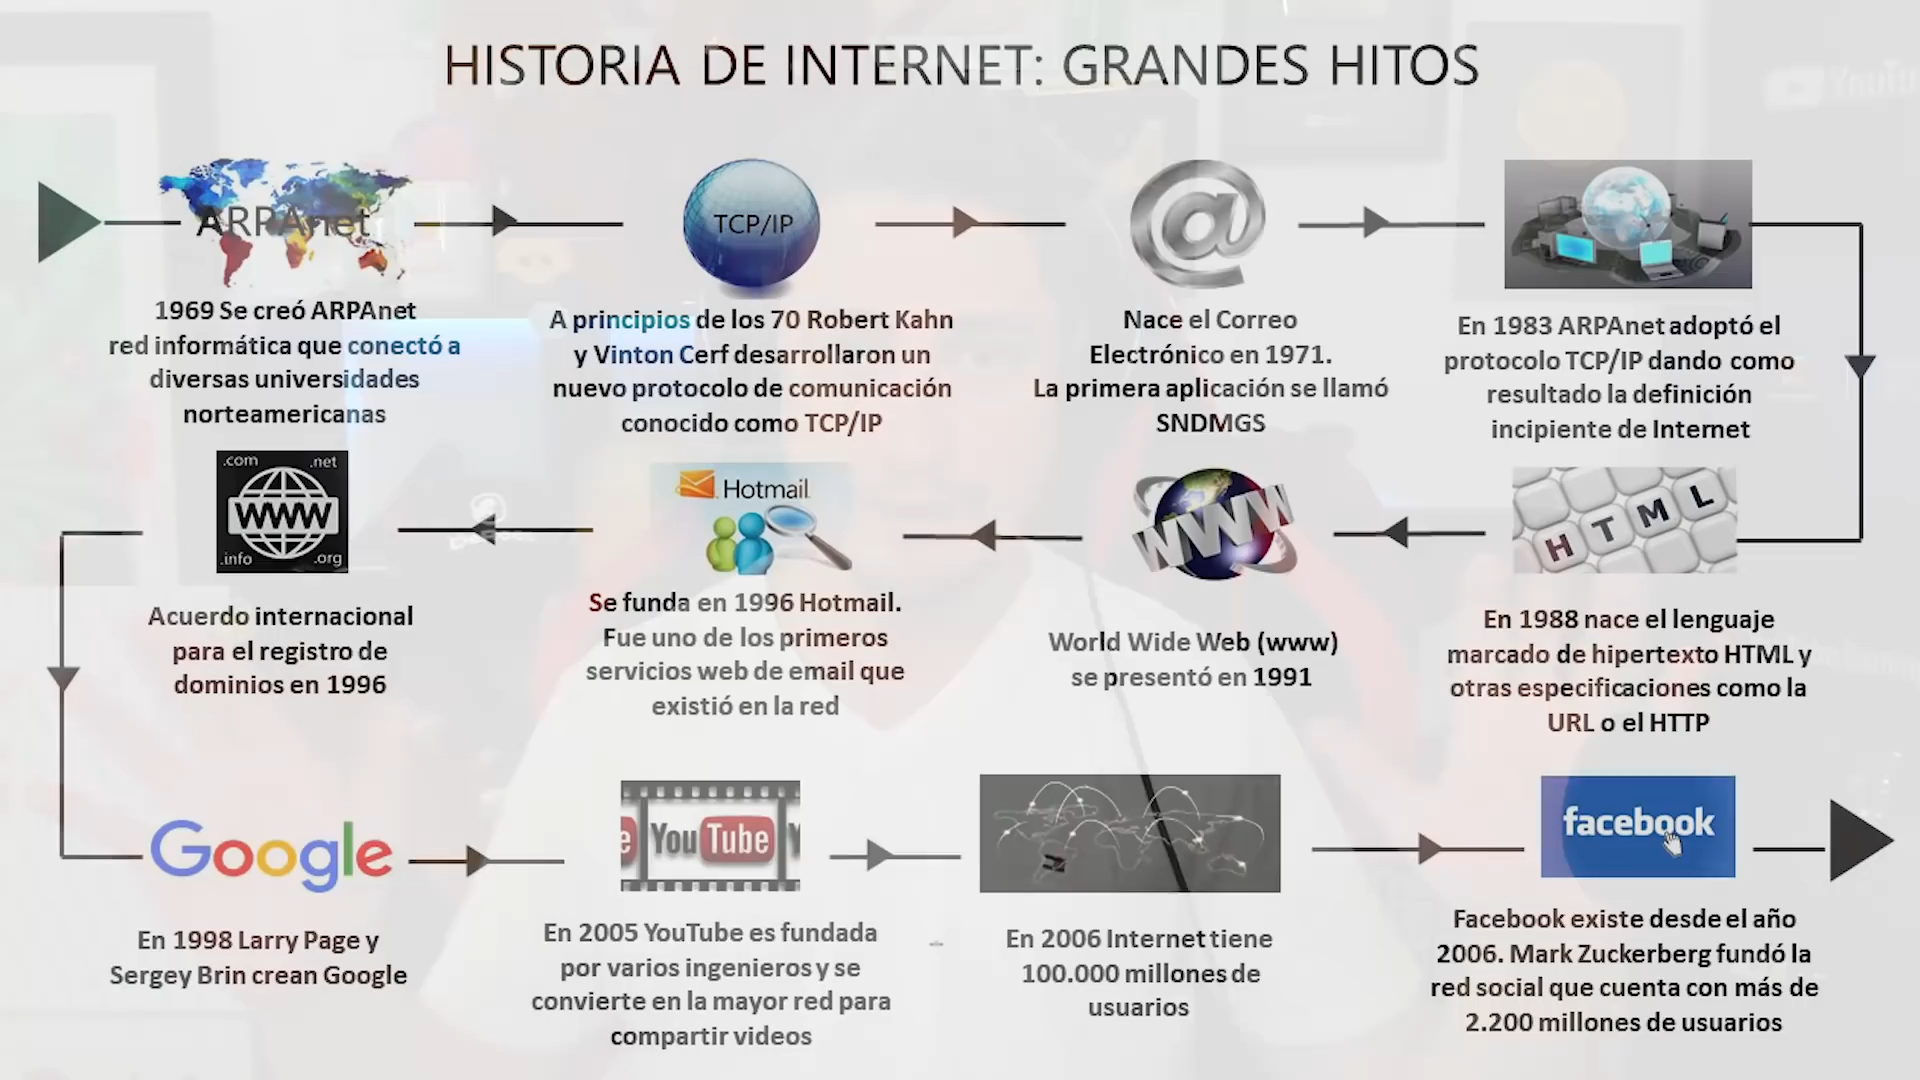 HISTORIA DE INTERNET: GRANDES HITOS
YouTu
ARPAnet
1969 Se creó ARPAnet
red informática que conectó a
diversas universidades
norteamericanas
TCP/IP
A principios de los 70 Robert Kahn
y Vinton Cerf desarrollaron un
nuevo protocolo de comunicación
conocido como TCP/IP
@
Nace el Correo
Electrónico en 1971.
La primera aplicación se llamó
SNDMGS
En 1983 ARPAnet adoptó el
protocolo TCP/IP dando como
resultado la definición
incipiente de Internet
HTML
En 1988 nace el lenguaje
marcado de hipertexto HTML y
otras especificaciones como la
URL o el HTTP
WWW
World Wide Web (www)
se presentó en 1991
Hotmail
Se funda en 1996 Hotmail.
Fue uno de los primeros
servicios web de email que
existió en la red
.com .net
WWW
.info .org
Acuerdo internacional
para el registro de
dominios en 1996
Google
En 1998 Larry Page y
Sergey Brin crean Google
e YouTube Y
En 2005 YouTube es fundada
por varios ingenieros y se
convierte en la mayor red para
compartir videos
En 2006 Internet tiene
100.000 millones de
usuarios
facebook
Facebook existe desde el año
2006. Mark Zuckerberg fundó la
red social que cuenta con más de
2.200 millones de usuarios